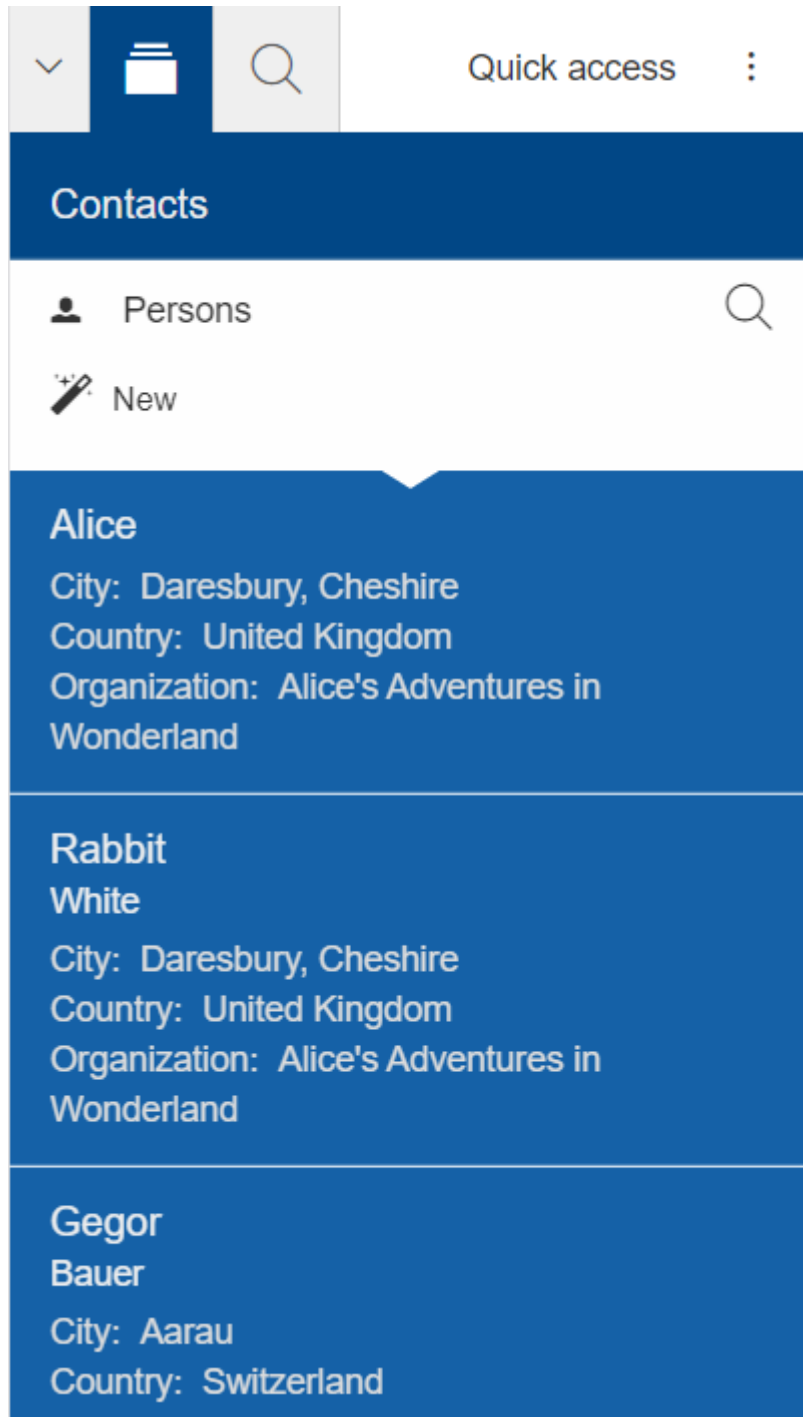 Quick access
Contacts
Persons
New
Alice
City: Daresbury, Cheshire
Country: United Kingdom
Organization: Alice's Adventures in
Wonderland
Rabbit
White
City: Daresbury, Cheshire
Country: United Kingdom
Organization: Alice's Adventures in
Wonderland
Gegor
Bauer
City: Aarau
Country: Switzerland